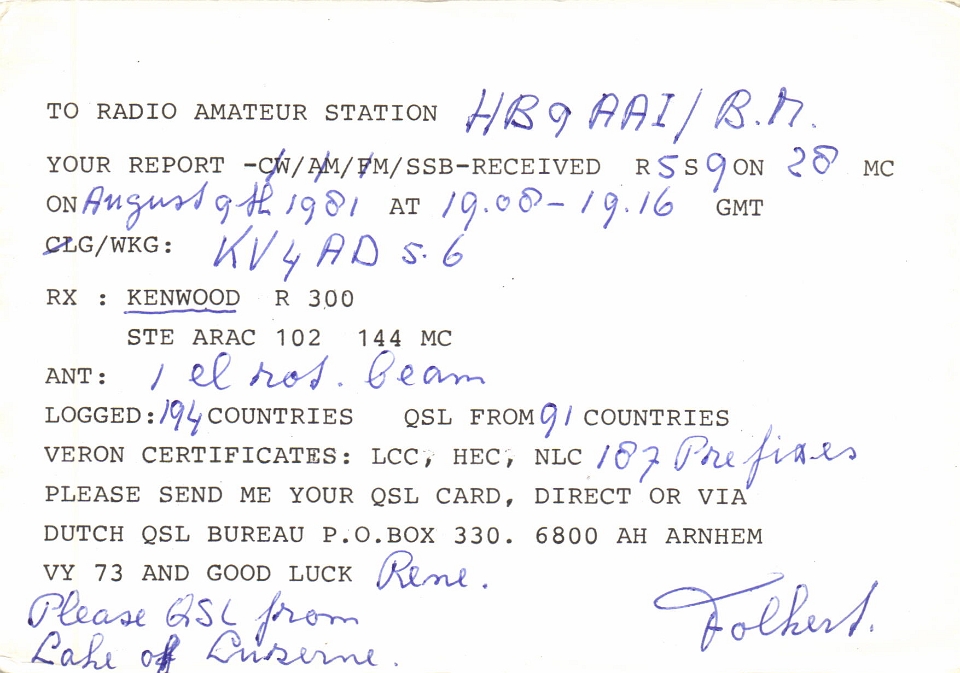 TO RADIO AMATEUR STATION HB9AAI/B.M.
YOUR REPORT -CW/AM/FM/SSB-RECEIVED R5S9ON 28 MC
ON August 9th 1981 AT 19.08-19.16 GMT
CLG/WKG: KV4AD 5.6
RX : KENWOOD R 300
STE ARAC 102 144 MC
ANT: 1 el rot. beam
LOGGED:194 COUNTRIES QSL FROM 91 COUNTRIES
VERON CERTIFICATES: LCC, HEC, NLC 187 Prefixes
PLEASE SEND ME YOUR QSL CARD, DIRECT OR VIA
DUTCH QSL BUREAU P.O.BOX 330. 6800 AH ARNHEM
VY 73 AND GOOD LUCK Rene.
Please QSL from
Lake of Luzerne.
Folkert.